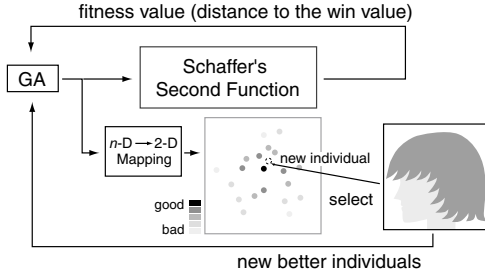 fitness value (distance to the win value)
GA
Schaffer's
Second Function
n-D → 2-D
Mapping
new individual
good
bad
select
new better individuals